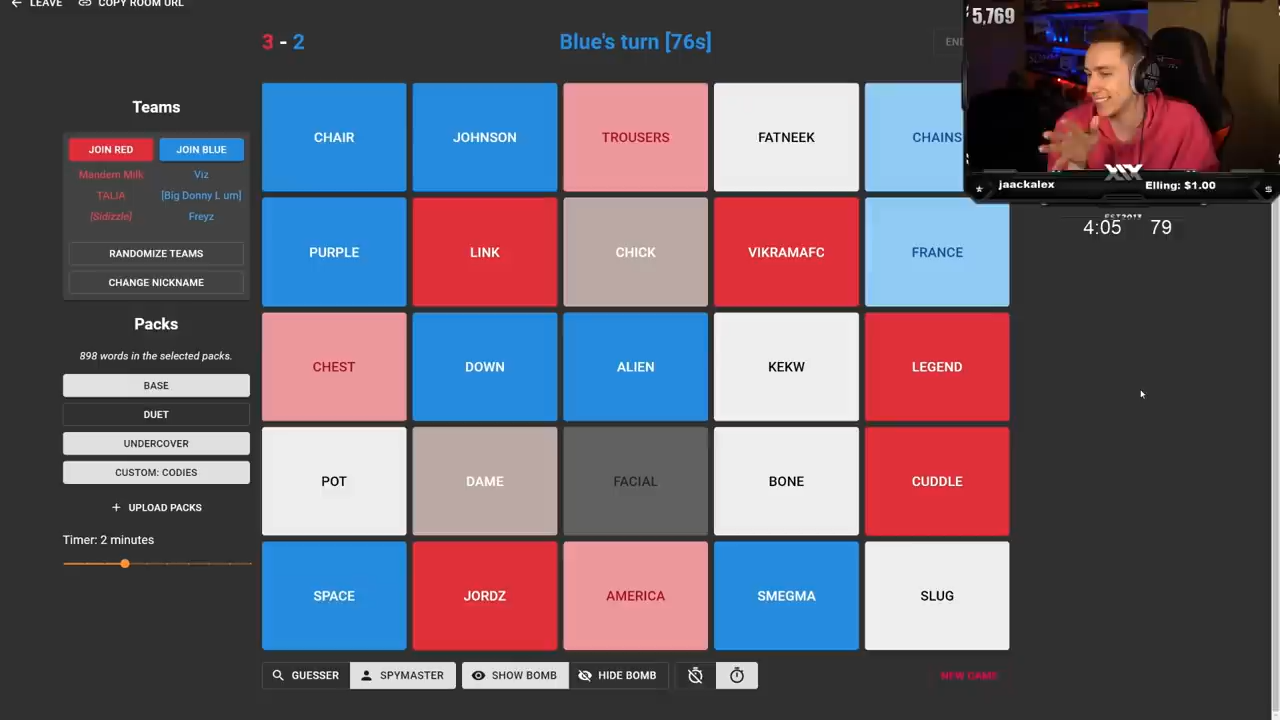 LEAVE
COPY ROOM URL
5,769
3 - 2
Blue's turn [76s]
Teams
JOIN RED
JOIN BLUE
Mandem Milk
Viz
TALIA
[Big Donny L um]
[Sidizzle]
Freyz
RANDOMIZE TEAMS
CHANGE NICKNAME
Packs
898 words in the selected packs.
BASE
DUET
UNDERCOVER
CUSTOM: CODIES
+ UPLOAD PACKS
Timer: 2 minutes
CHAIR
JOHNSON
TROUSERS
FATNEEK
CHAINS
PURPLE
LINK
CHICK
VIKRAMAFC
FRANCE
CHEST
DOWN
ALIEN
KEKW
LEGEND
POT
DAME
FACIAL
BONE
CUDDLE
SPACE
JORDZ
AMERICA
SMEGMA
SLUG
GUESSER
SPYMASTER
SHOW BOMB
HIDE BOMB
NEW GAME
XIX
jaackalex
Elling: $1.00
4:05
79